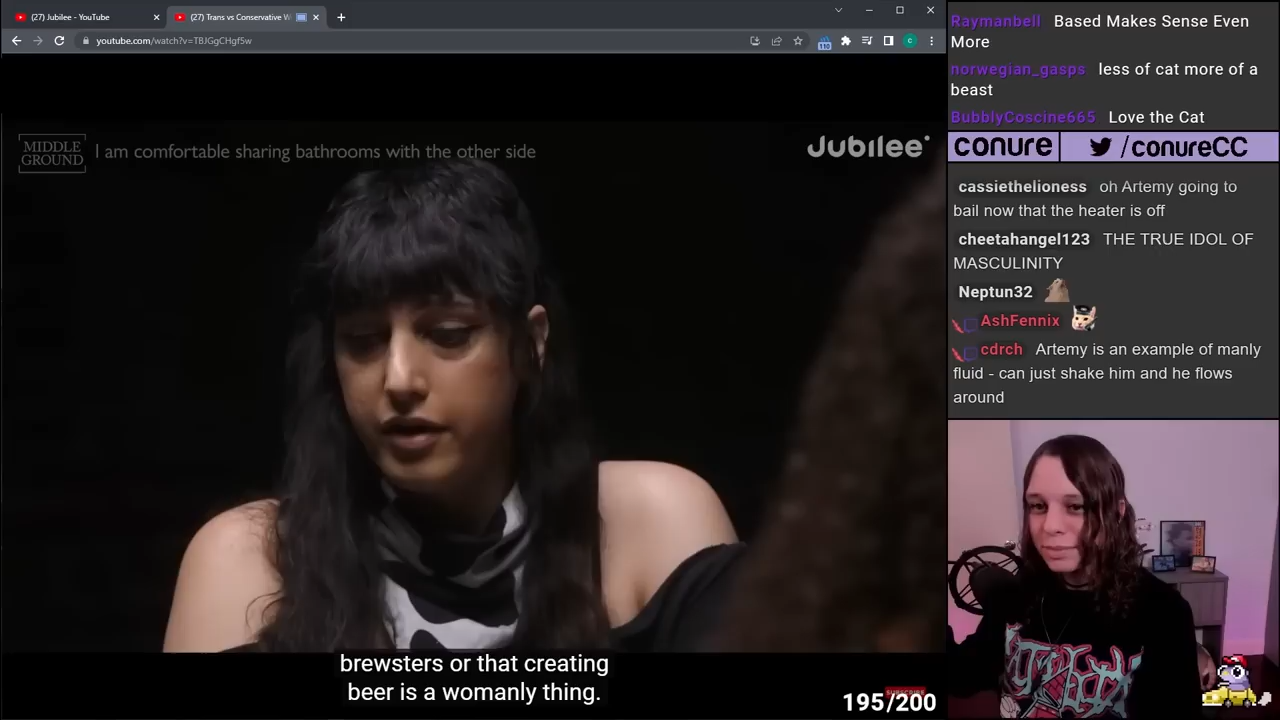 (27) Jubilee - YouTube
(27) Trans vs Conservative W
youtube.com/watch?v=TBJGgCHgf5w
MIDDLE
GROUND
I am comfortable sharing bathrooms with the other side
Jubilee
brewsters or that creating
beer is a womanly thing.
SUBSCRIBE
195/200
Raymanbell Based Makes Sense Even
More
norwegian_gasps less of cat more of a
beast
BubblyCoscine665 Love the Cat
conure
/conureCC
cassiethelioness oh Artemy going to
bail now that the heater is off
cheetahangel123 THE TRUE IDOL OF
MASCULINITY
Neptun32
AshFennix
cdrch Artemy is an example of manly
fluid - can just shake him and he flows
around